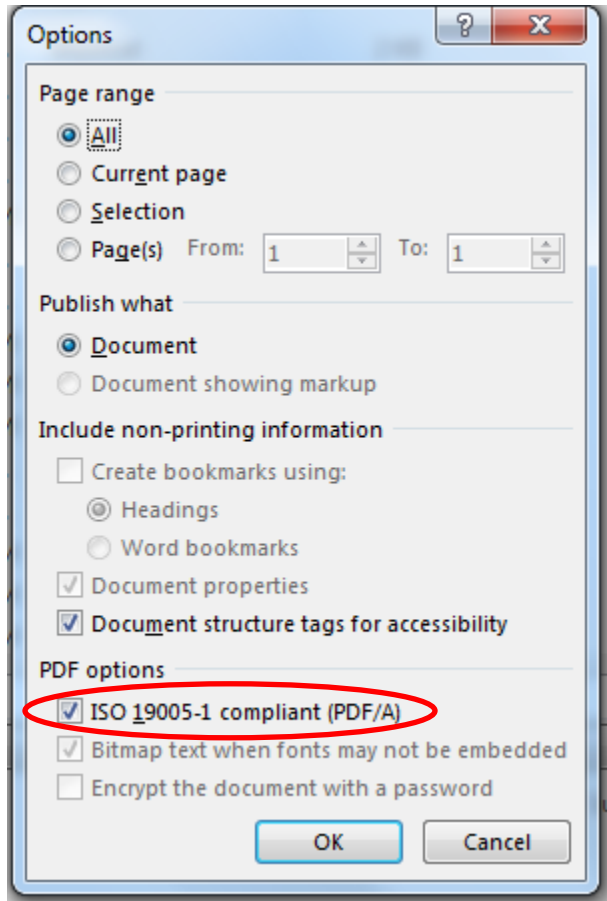 Options
Page range
All
Current page
Selection
Page(s) From: 1 To: 1
Publish what
Document
Document showing markup
Include non-printing information
Create bookmarks using:
Headings
Word bookmarks
Document properties
Document structure tags for accessibility
PDF options
ISO 19005-1 compliant (PDF/A)
Bitmap text when fonts may not be embedded
Encrypt the document with a password
OK Cancel